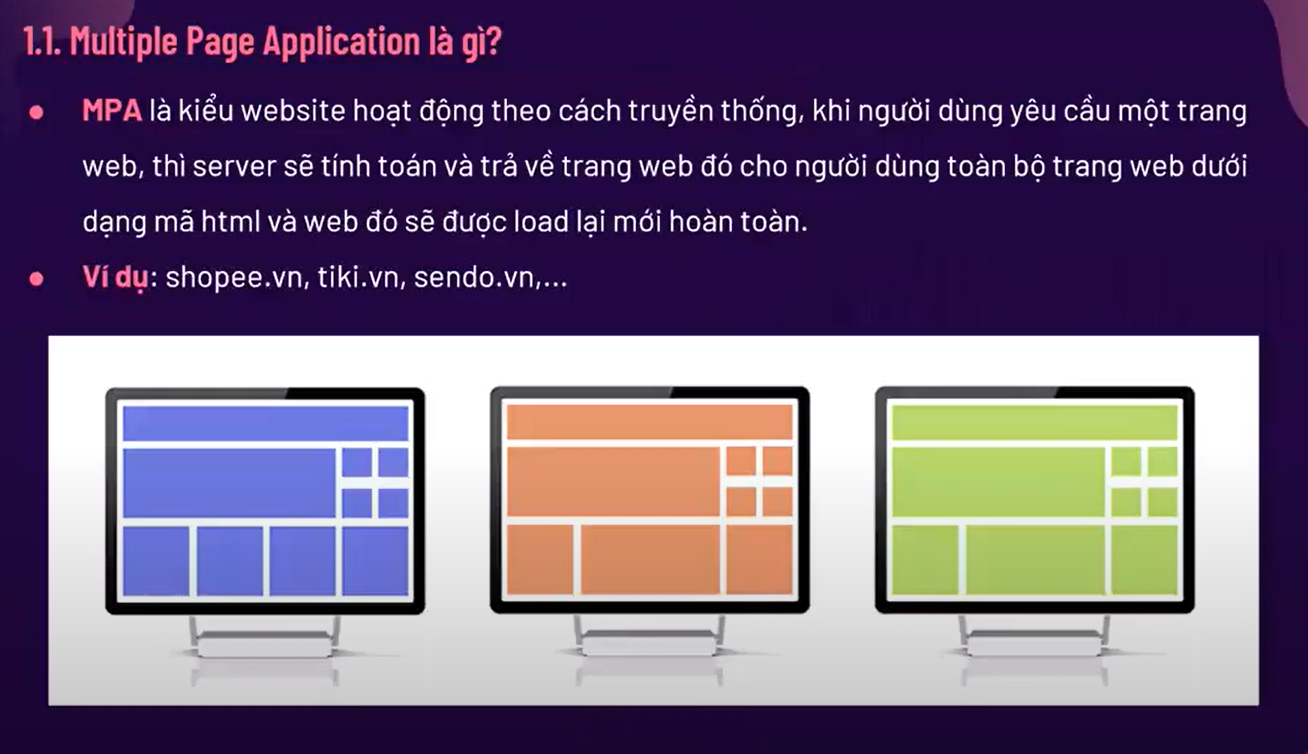 1.1. Multiple Page Application là gì?
● MPA là kiểu website hoạt động theo cách truyền thống, khi người dùng yêu cầu một trang
web, thì server sẽ tính toán và trả về trang web đó cho người dùng toàn bộ trang web dưới
dạng mã html và web đó sẽ được load lại mới hoàn toàn.
● Ví dụ: shopee.vn, tiki.vn, sendo.vn,...